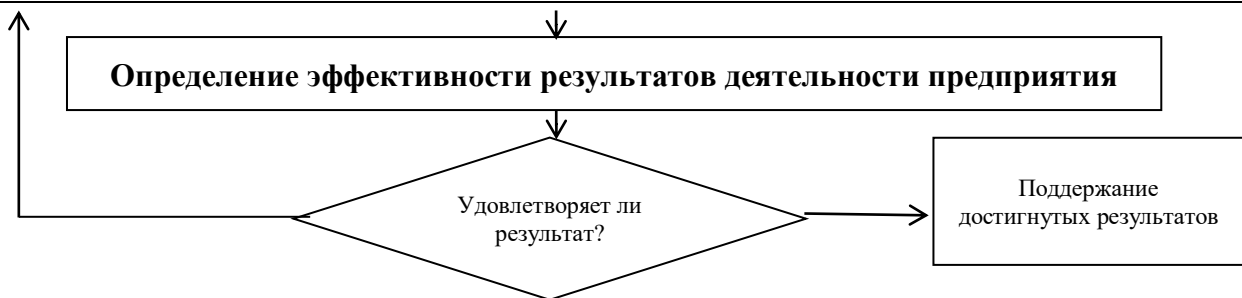 Определение эффективности результатов деятельности предприятия
Удовлетворяет ли
результат?
Поддержание
достигнутых результатов